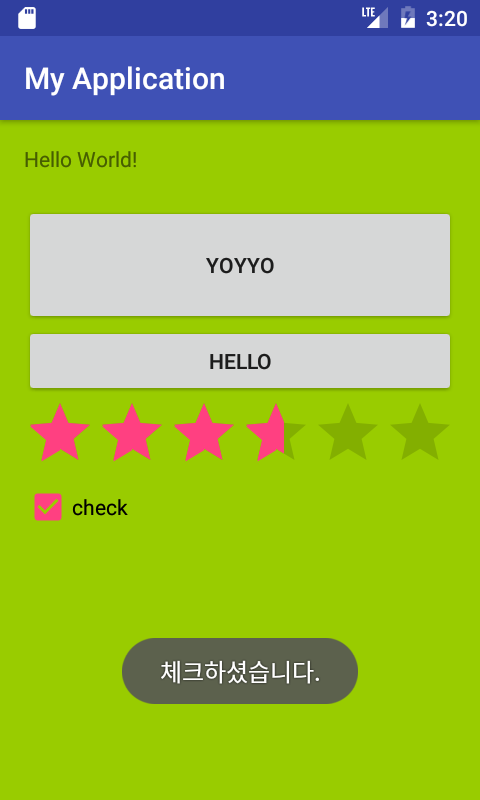 LTE 3:20
My Application
Hello World!
YOYYO
HELLO
check
체크하셨습니다.